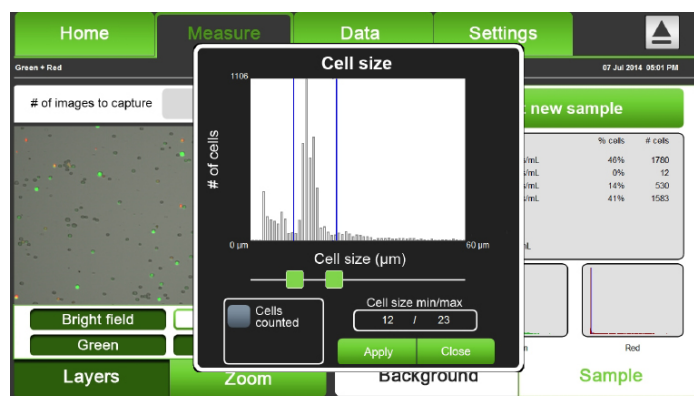 Home Measure Data Settings
Green + Red
07 Jul 2014 05:01 PM
Cell size
1106
# of cells
0 µm
60 µm
Cell size (µm)
Cells
counted
Cell size min/max
12 / 23
Apply Close
# of images to capture
new sample
% cells # cells
/mL 46% 1780
/mL 0% 12
/mL 14% 530
/mL 41% 1583
Bright field
Green
Red
Layers Zoom Background Sample